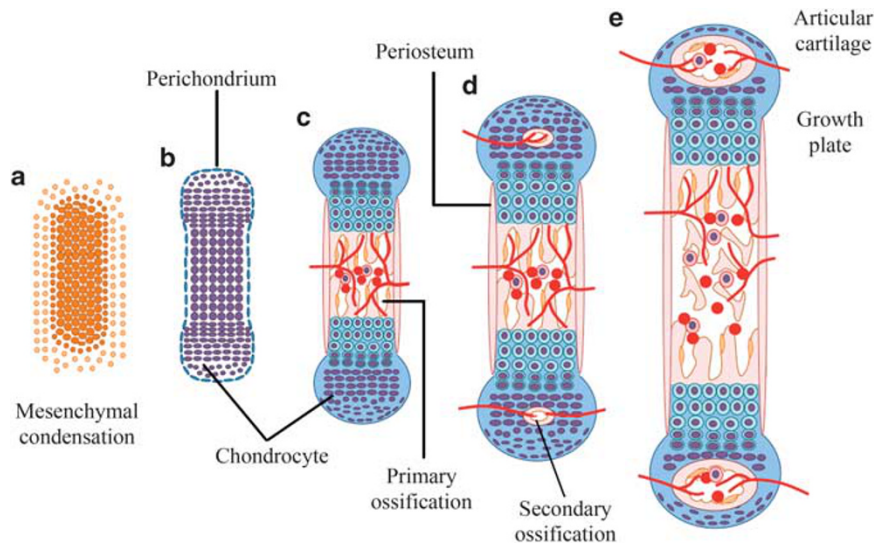 e
Articular
cartilage
Periosteum
Perichondrium
d
c
Growth
plate
b
a
Mesenchymal
condensation
Chondrocyte
Primary
ossification
Secondary
ossification